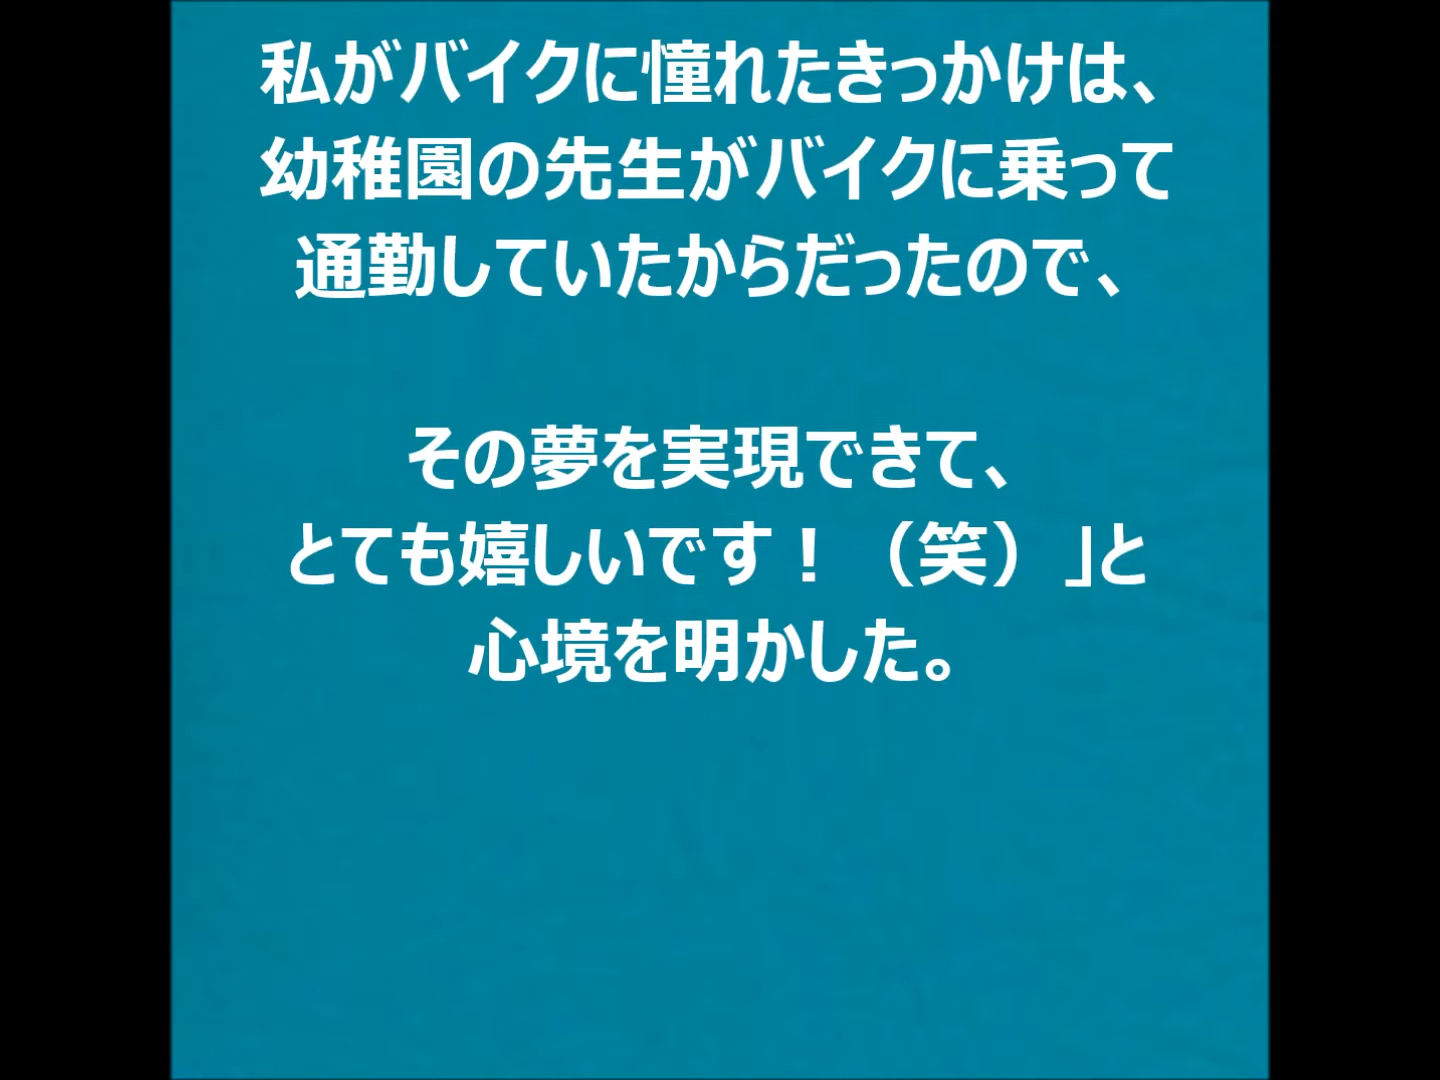 私がバイクに憧れたきっかけは、
幼稚園の先生がバイクに乗って
通勤していたからだったので、
その夢を実現できて、
とても嬉しいです！（笑）」と
心境を明かした。